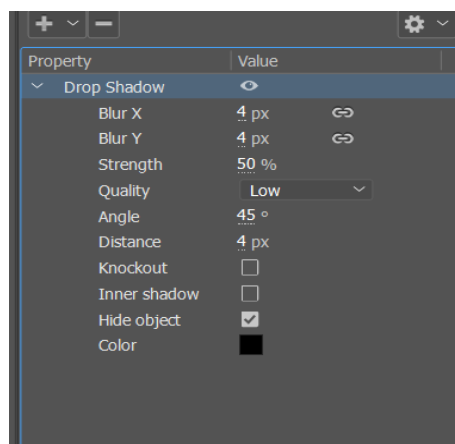 Property Value
Drop Shadow
Blur X 4 px
Blur Y 4 px
Strength 50 %
Quality Low
Angle 45 °
Distance 4 px
Knockout
Inner shadow
Hide object
Color